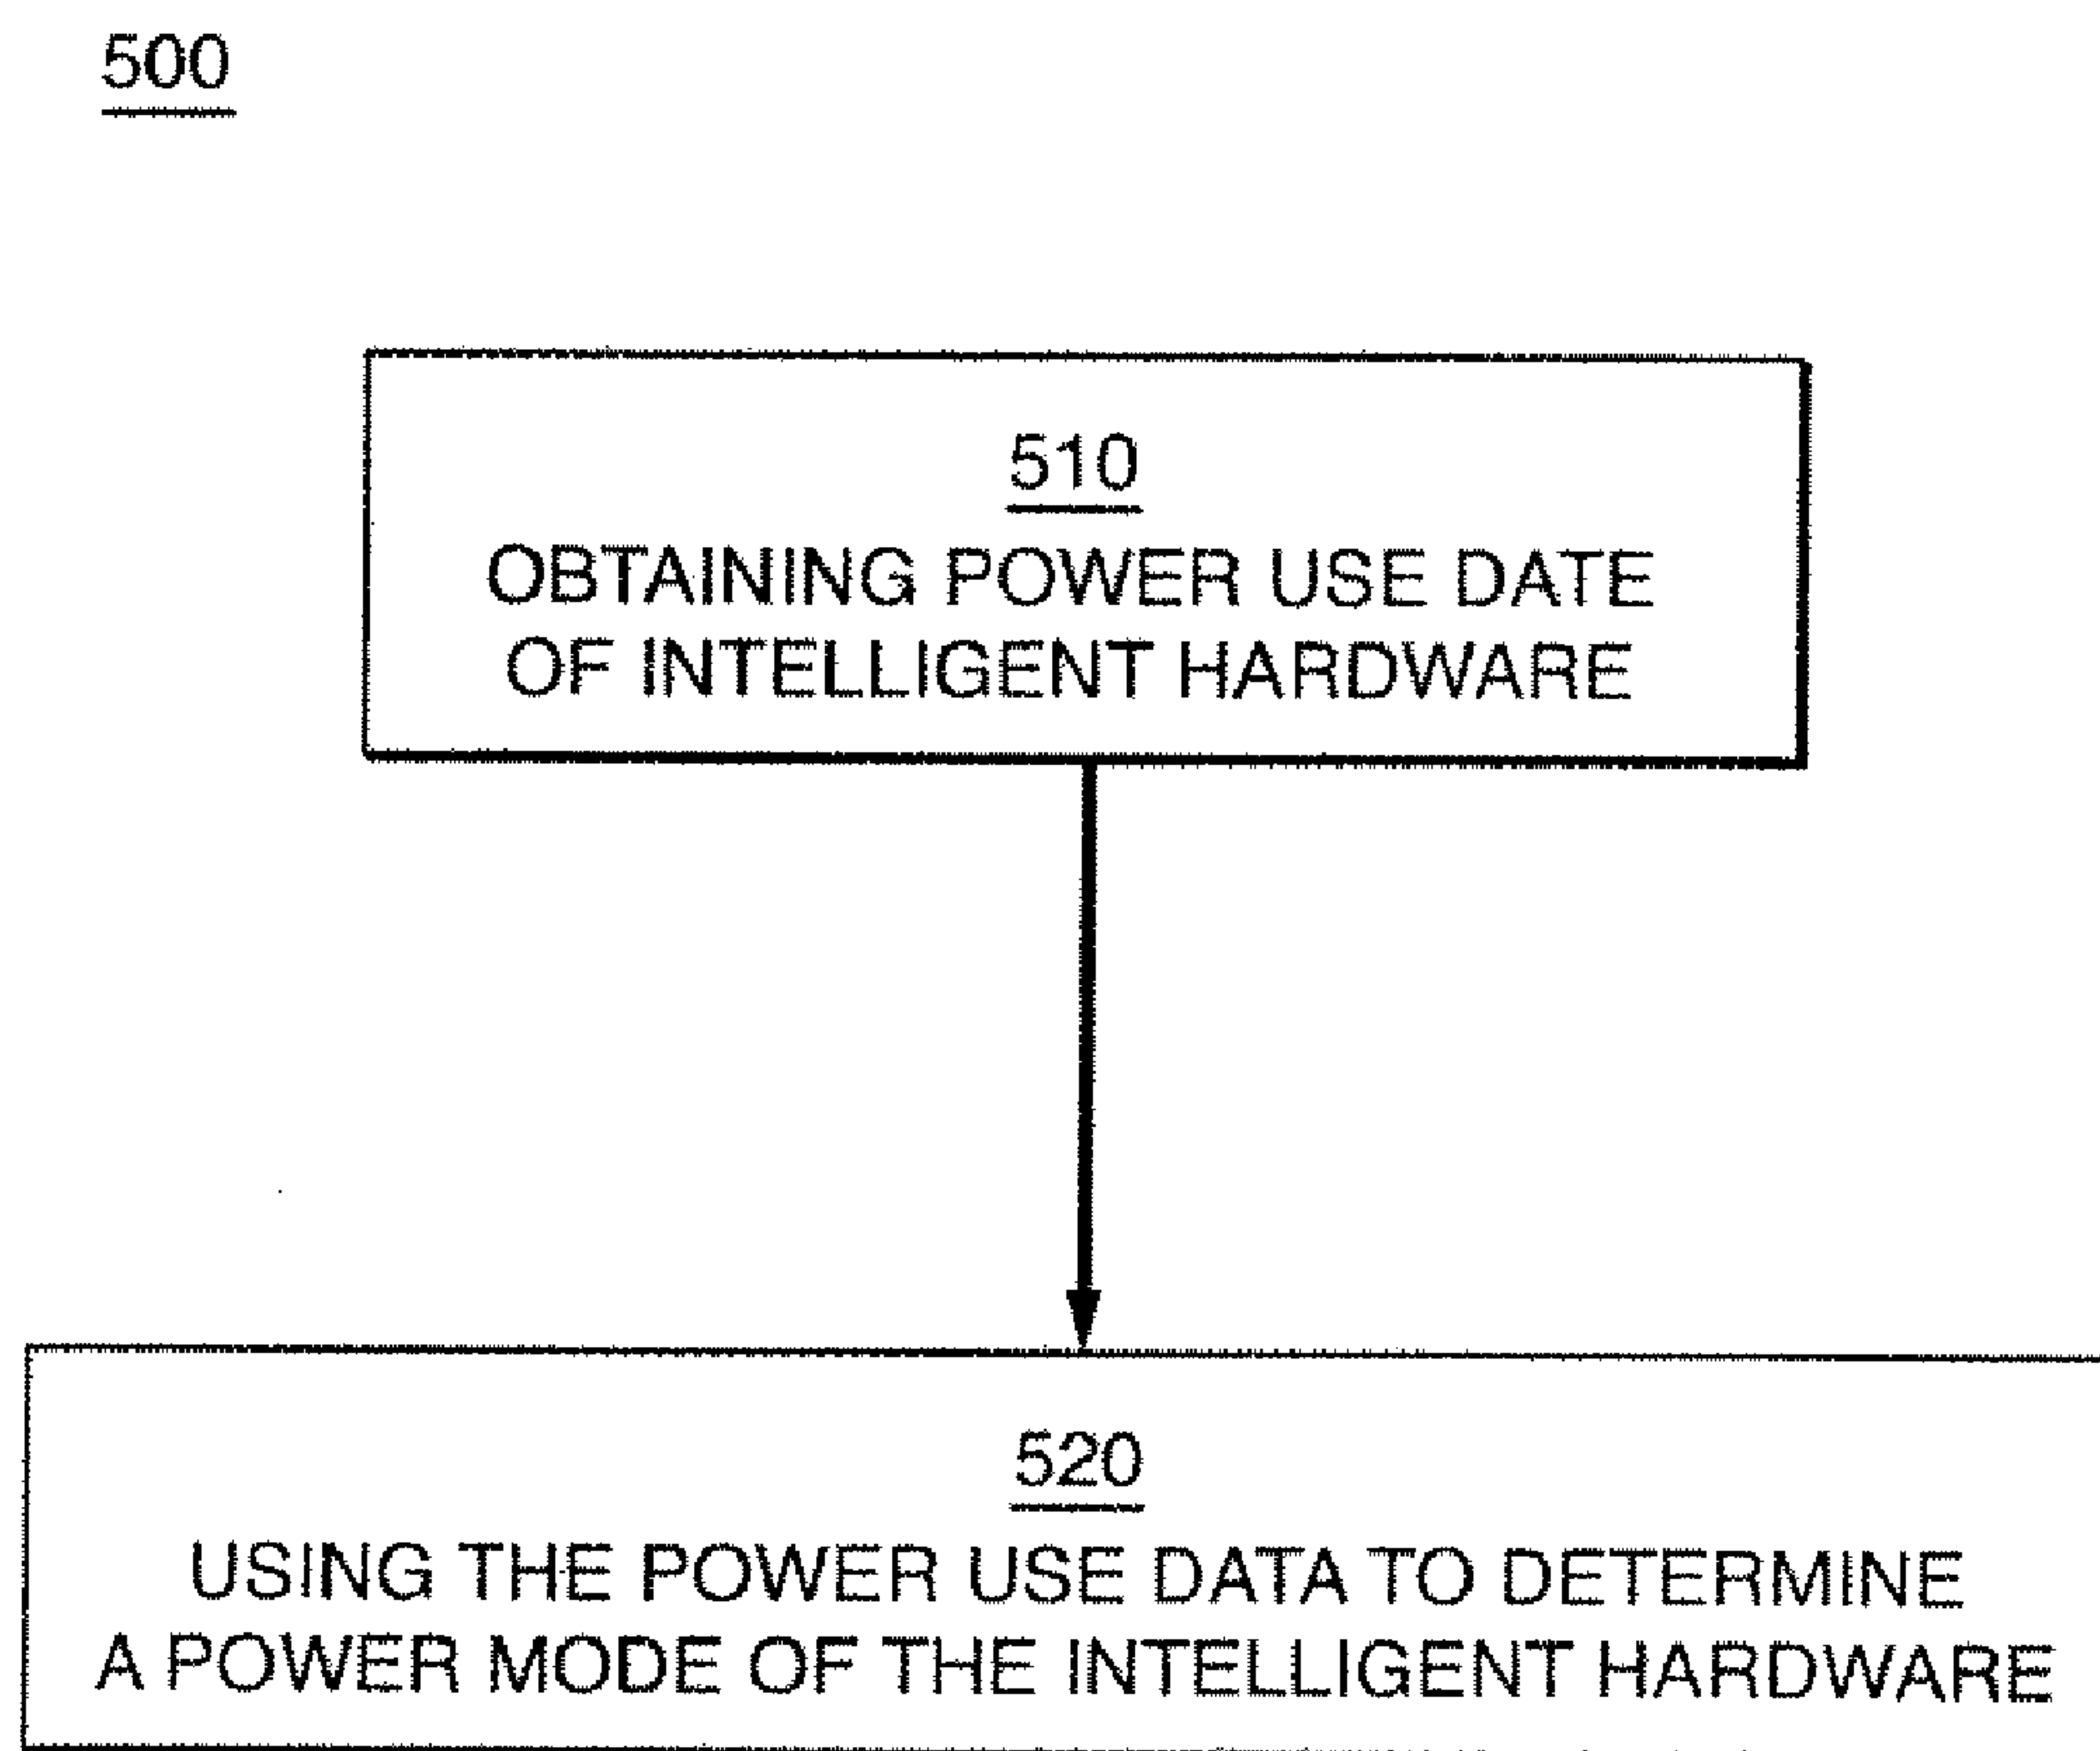 500
510
OBTAINING POWER USE DATE
OF INTELLIGENT HARDWARE
520
USING THE POWER USE DATA TO DETERMINE
A POWER MODE OF THE INTELLIGENT HARDWARE